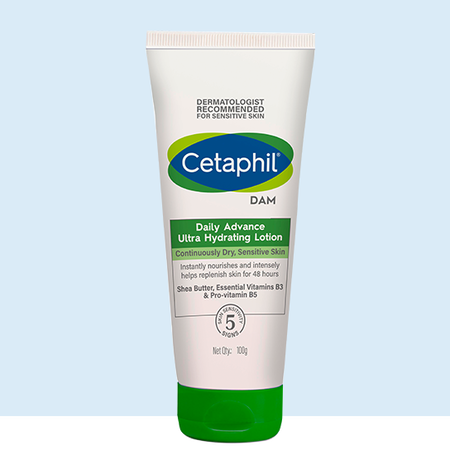 DERMATOLOGIST
RECOMMENDED
FOR SENSITIVE SKIN
Cetaphil®
DAM
Daily Advance
Ultra Hydrating Lotion
Continuously Dry, Sensitive Skin
Instantly nourishes and intensely
helps replenish skin for 48 hours
Shea Butter, Essential Vitamins B3
& Pro-vitamin B5
SKIN SENSITIVITY
5
SIGNS
Net Qty: 100g